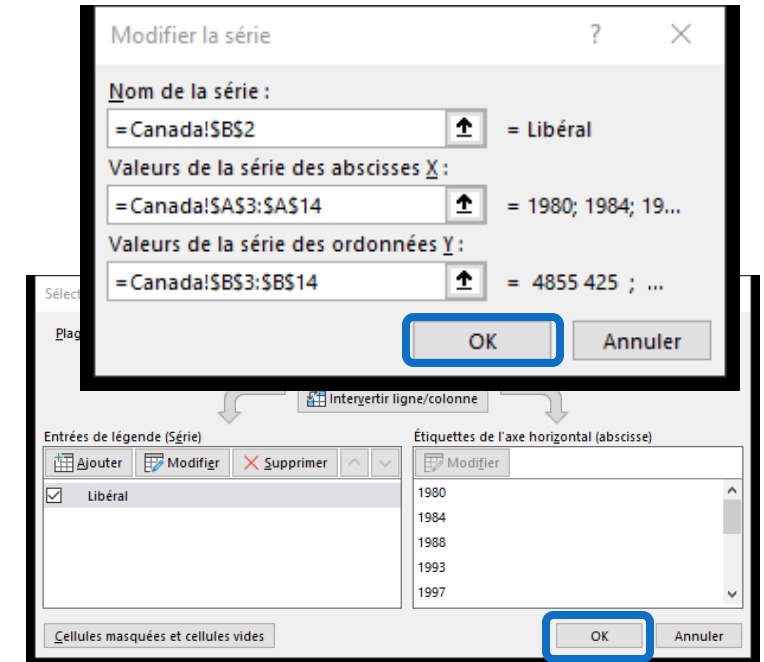 Modifier la série ?
Nom de la série :
=Canada!$B$2 = Libéral
Valeurs de la série des abscisses X :
=Canada!$A$3:$A$14 = 1980; 1984; 19...
Valeurs de la série des ordonnées Y :
=Canada!$B$3:$B$14 = 4855 425 ; ...
OK Annuler
Sélect
Plag
Intervertir ligne/colonne
Entrées de légende (Série)
Étiquettes de l'axe horizontal (abscisse)
Ajouter Modifier Supprimer
Modifier
Libéral
1980
1984
1988
1993
1997
Cellules masquées et cellules vides
OK Annuler